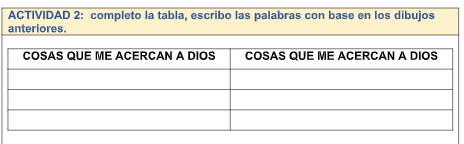 ACTIVIDAD 2: completo la tabla, escribo las palabras con base en los dibujos
anteriores.
COSAS QUE ME ACERCAN A DIOS COSAS QUE ME ACERCAN A DIOS